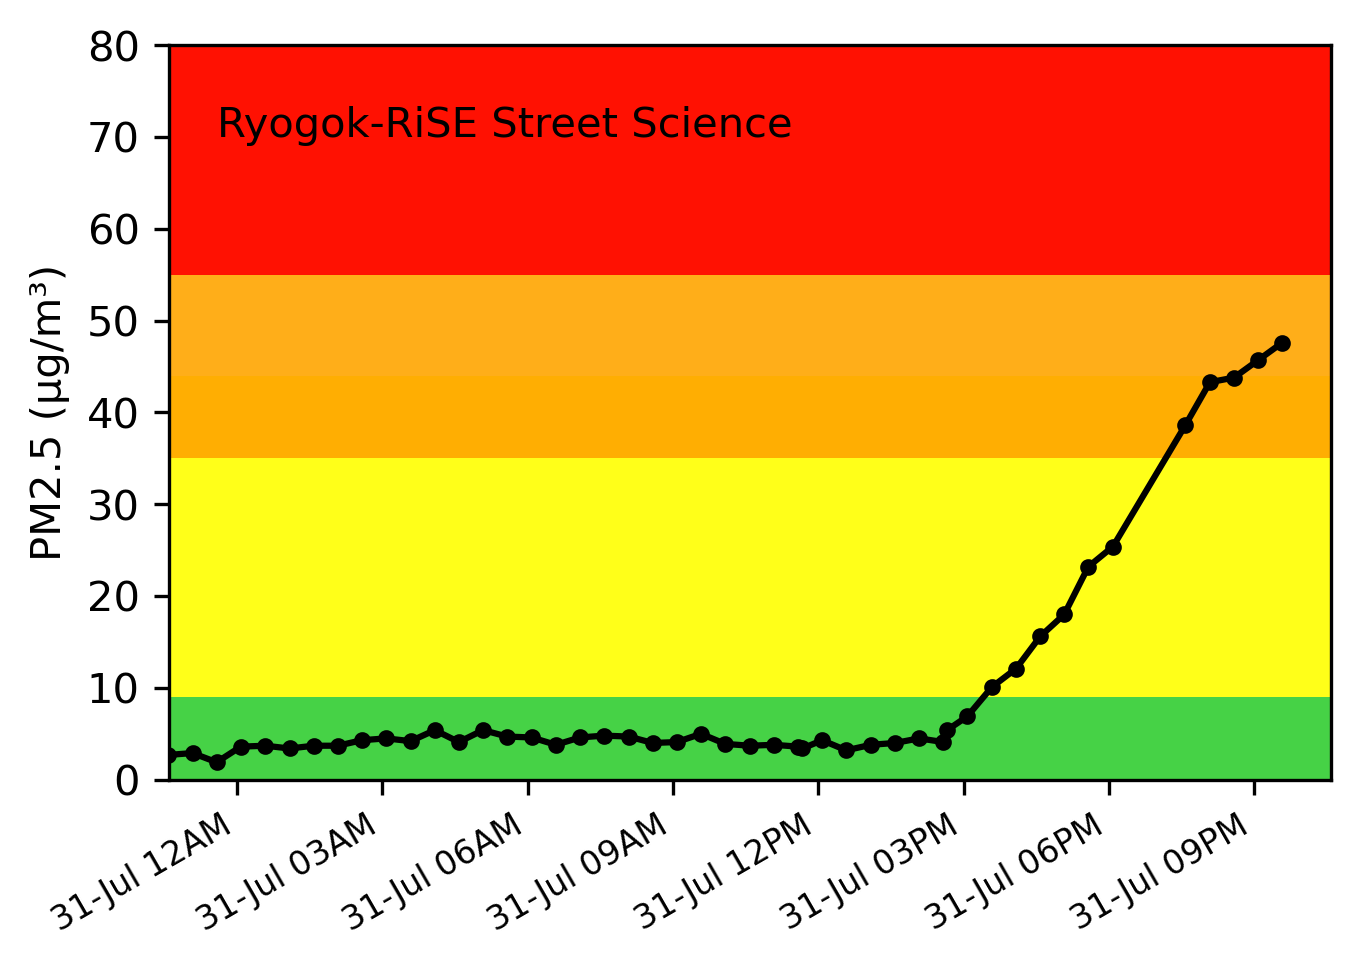 80
Ryogok-RiSE Street Science
70
60
50
40
30
20
10
0
PM2.5 (μg/m³)
31-Jul 12AM
31-Jul 03AM
31-Jul 06AM
31-Jul 09AM
31-Jul 12PM
31-Jul 03PM
31-Jul 06PM
31-Jul 09PM